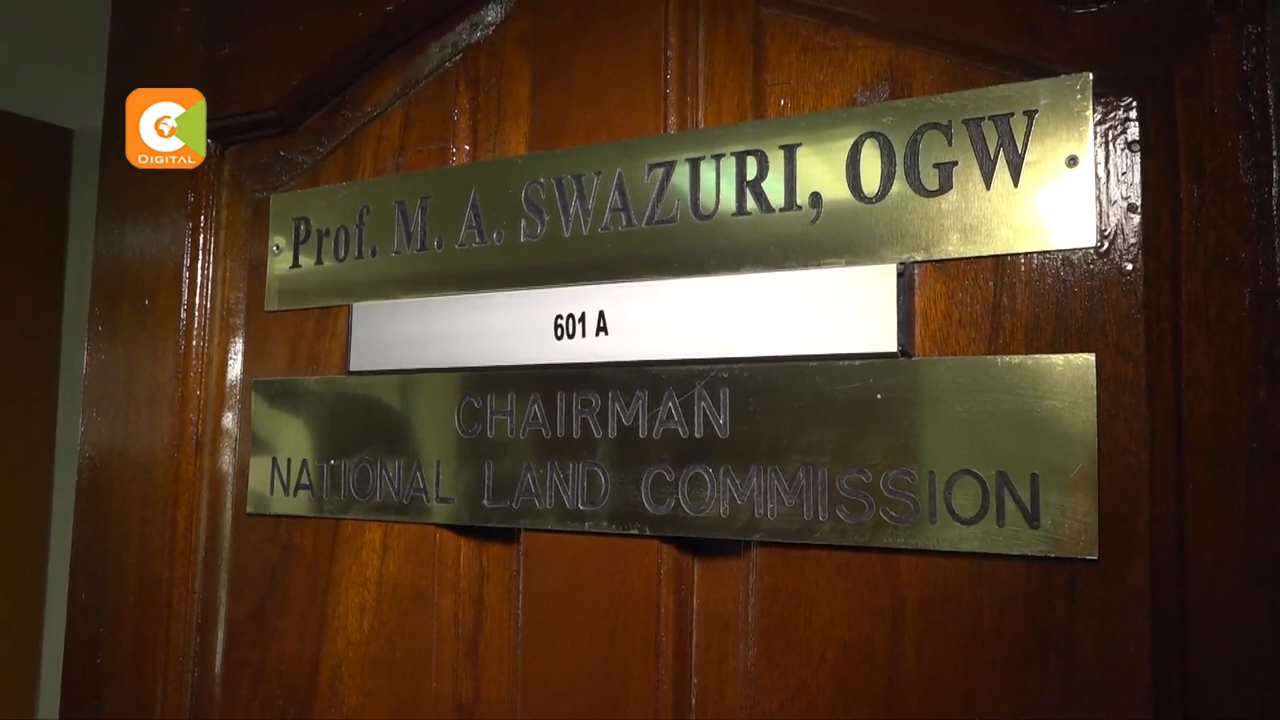 C
DIGITAL
Prof. M. A. SWAZURI, OGW
601 A
CHAIRMAN
NATIONAL LAND COMMISSION